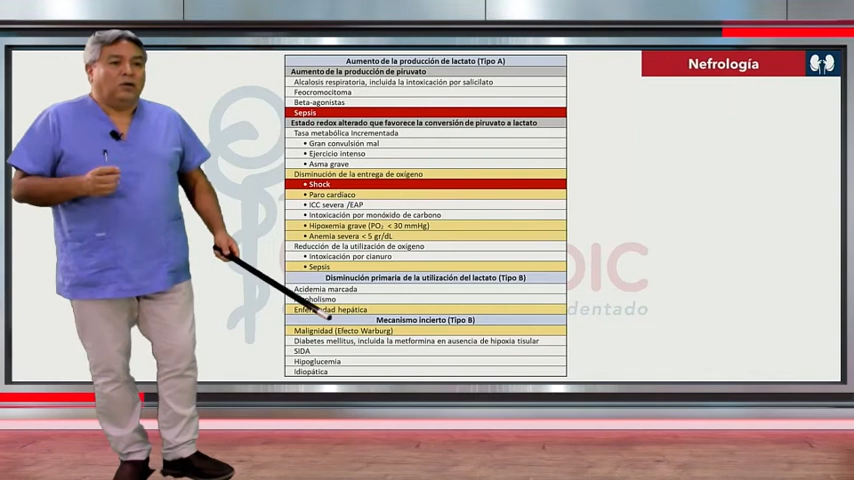 Nefrología
Aumento de la producción de lactato (Tipo A)
Aumento de la producción de piruvato
Alcalosis respiratoria, incluida la intoxicación por salicilato
Feocromocitoma
Beta-agonistas
Sepsis
Estado redox alterado que favorece la conversión de piruvato a lactato
Tasa metabólica Incrementada
• Gran convulsión mal
• Ejercicio intenso
• Asma grave
Disminución de la entrega de oxígeno
• Shock
• Paro cardiaco
• ICC severa /EAP
• Intoxicación por monóxido de carbono
• Hipoxemia grave (PO₂ < 30 mmHg)
• Anemia severa < 5 gr/dL
Reducción de la utilización de oxígeno
• Intoxicación por cianuro
• Sepsis
Disminución primaria de la utilización del lactato (Tipo B)
Acidemia marcada
hepática
Mecanismo incierto (Tipo B)
Malignidad (Efecto Warburg)
Diabetes mellitus, incluida la metformina en ausencia de hipoxia tisular
SIDA
Hipoglucemia
Idiopática